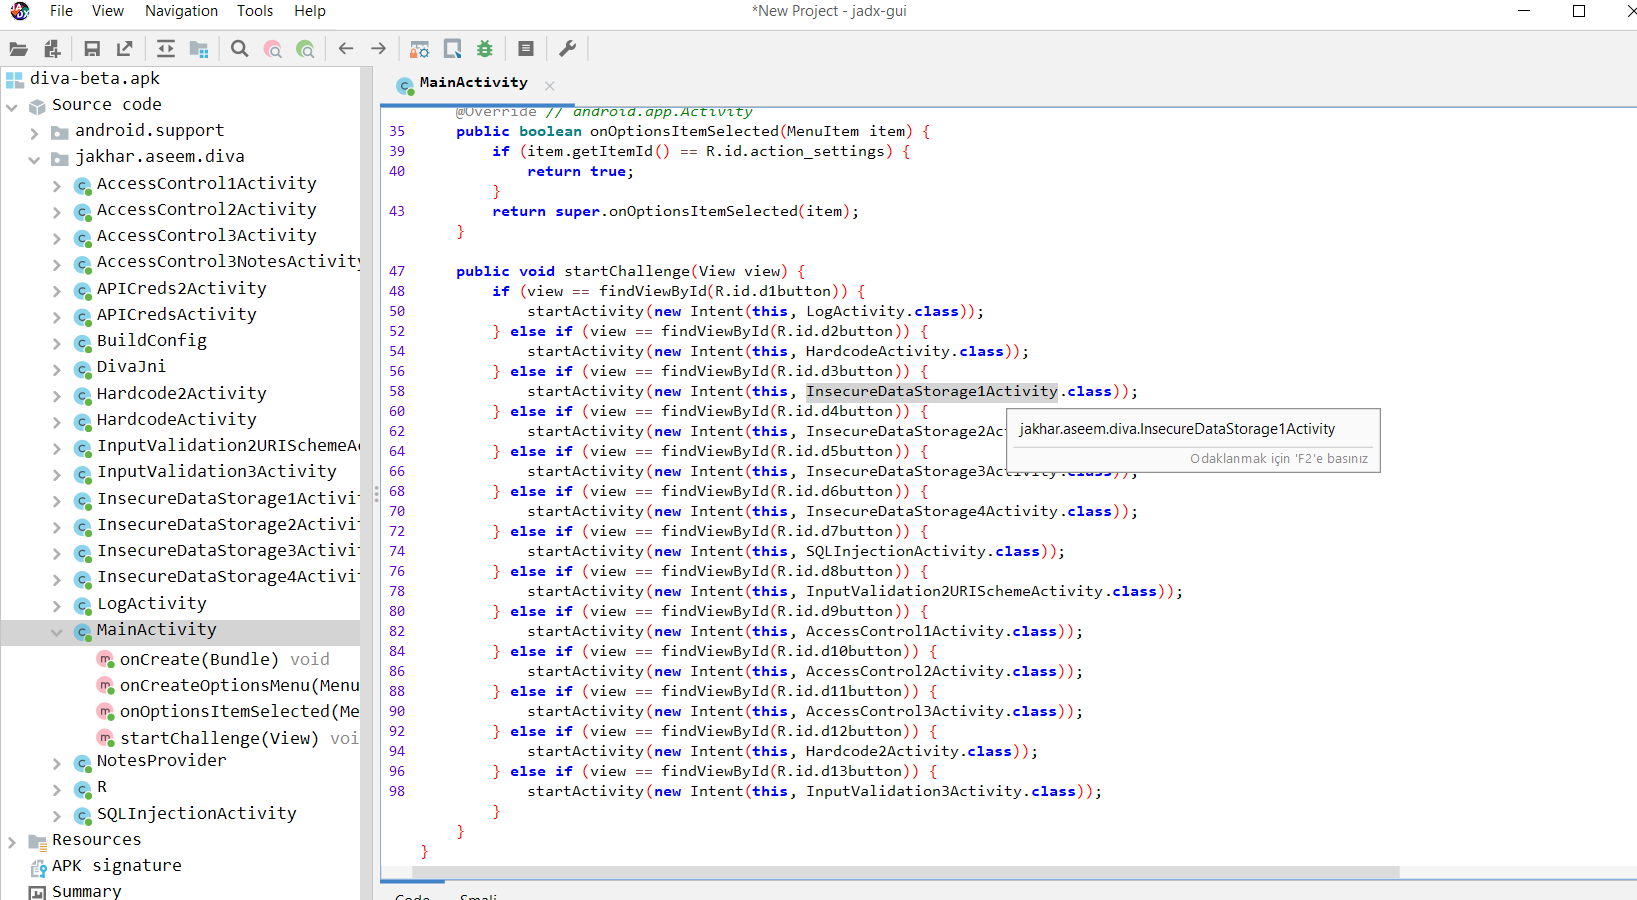 File View Navigation Tools Help *New Project - jadx-gui
diva-beta.apk
Source code
android.support
jakhar.aseem.diva
AccessControl1Activity
AccessControl2Activity
AccessControl3Activity
AccessControl3NotesActivity
APICreds2Activity
APICredsActivity
BuildConfig
DivaJni
Hardcode2Activity
HardcodeActivity
InputValidation2URISchemeAc
InputValidation3Activity
InsecureDataStorage1Activit
InsecureDataStorage2Activit
InsecureDataStorage3Activit
InsecureDataStorage4Activit
LogActivity
MainActivity
onCreate(Bundle) void
onCreateOptionsMenu(Menu
onOptionsItemSelected(Me
startChallenge(View) voi
NotesProvider
R
SQLInjectionActivity
Resources
APK signature
Summary
MainActivity
@Override // android.app.Activity
35 public boolean onOptionsItemSelected(MenuItem item) {
39 if (item.getItemId() == R.id.action_settings) {
40 return true;
}
43 return super.onOptionsItemSelected(item);
}
47 public void startChallenge(View view) {
48 if (view == findViewById(R.id.d1button)) {
50 startActivity(new Intent(this, LogActivity.class));
52 } else if (view == findViewById(R.id.d2button)) {
54 startActivity(new Intent(this, HardcodeActivity.class));
56 } else if (view == findViewById(R.id.d3button)) {
58 startActivity(new Intent(this, InsecureDataStorage1Activity.class));
60 } else if (view == findViewById(R.id.d4button)) {
62 startActivity(new Intent(this, InsecureDataStorage2Ac
64 } else if (view == findViewById(R.id.d5button)) {
66 startActivity(new Intent(this, InsecureDataStorage3Activity.class));
68 } else if (view == findViewById(R.id.d6button)) {
70 startActivity(new Intent(this, InsecureDataStorage4Activity.class));
72 } else if (view == findViewById(R.id.d7button)) {
74 startActivity(new Intent(this, SQLInjectionActivity.class));
76 } else if (view == findViewById(R.id.d8button)) {
78 startActivity(new Intent(this, InputValidation2URISchemeActivity.class));
80 } else if (view == findViewById(R.id.d9button)) {
82 startActivity(new Intent(this, AccessControl1Activity.class));
84 } else if (view == findViewById(R.id.d10button)) {
86 startActivity(new Intent(this, AccessControl2Activity.class));
88 } else if (view == findViewById(R.id.d11button)) {
90 startActivity(new Intent(this, AccessControl3Activity.class));
92 } else if (view == findViewById(R.id.d12button)) {
94 startActivity(new Intent(this, Hardcode2Activity.class));
96 } else if (view == findViewById(R.id.d13button)) {
98 startActivity(new Intent(this, InputValidation3Activity.class));
}
}
}
jakhar.aseem.diva.InsecureDataStorage1Activity
Odaklanmak için 'F2'e basınız
Code Smali